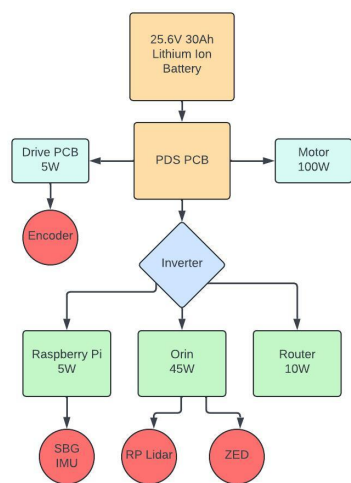 25.6V 30Ah
Lithium Ion
Battery
Drive PCB
5W
PDS PCB
Motor
100W
Encoder
Inverter
Raspberry Pi
5W
Orin
45W
Router
10W
SBG
IMU
RP Lidar
ZED